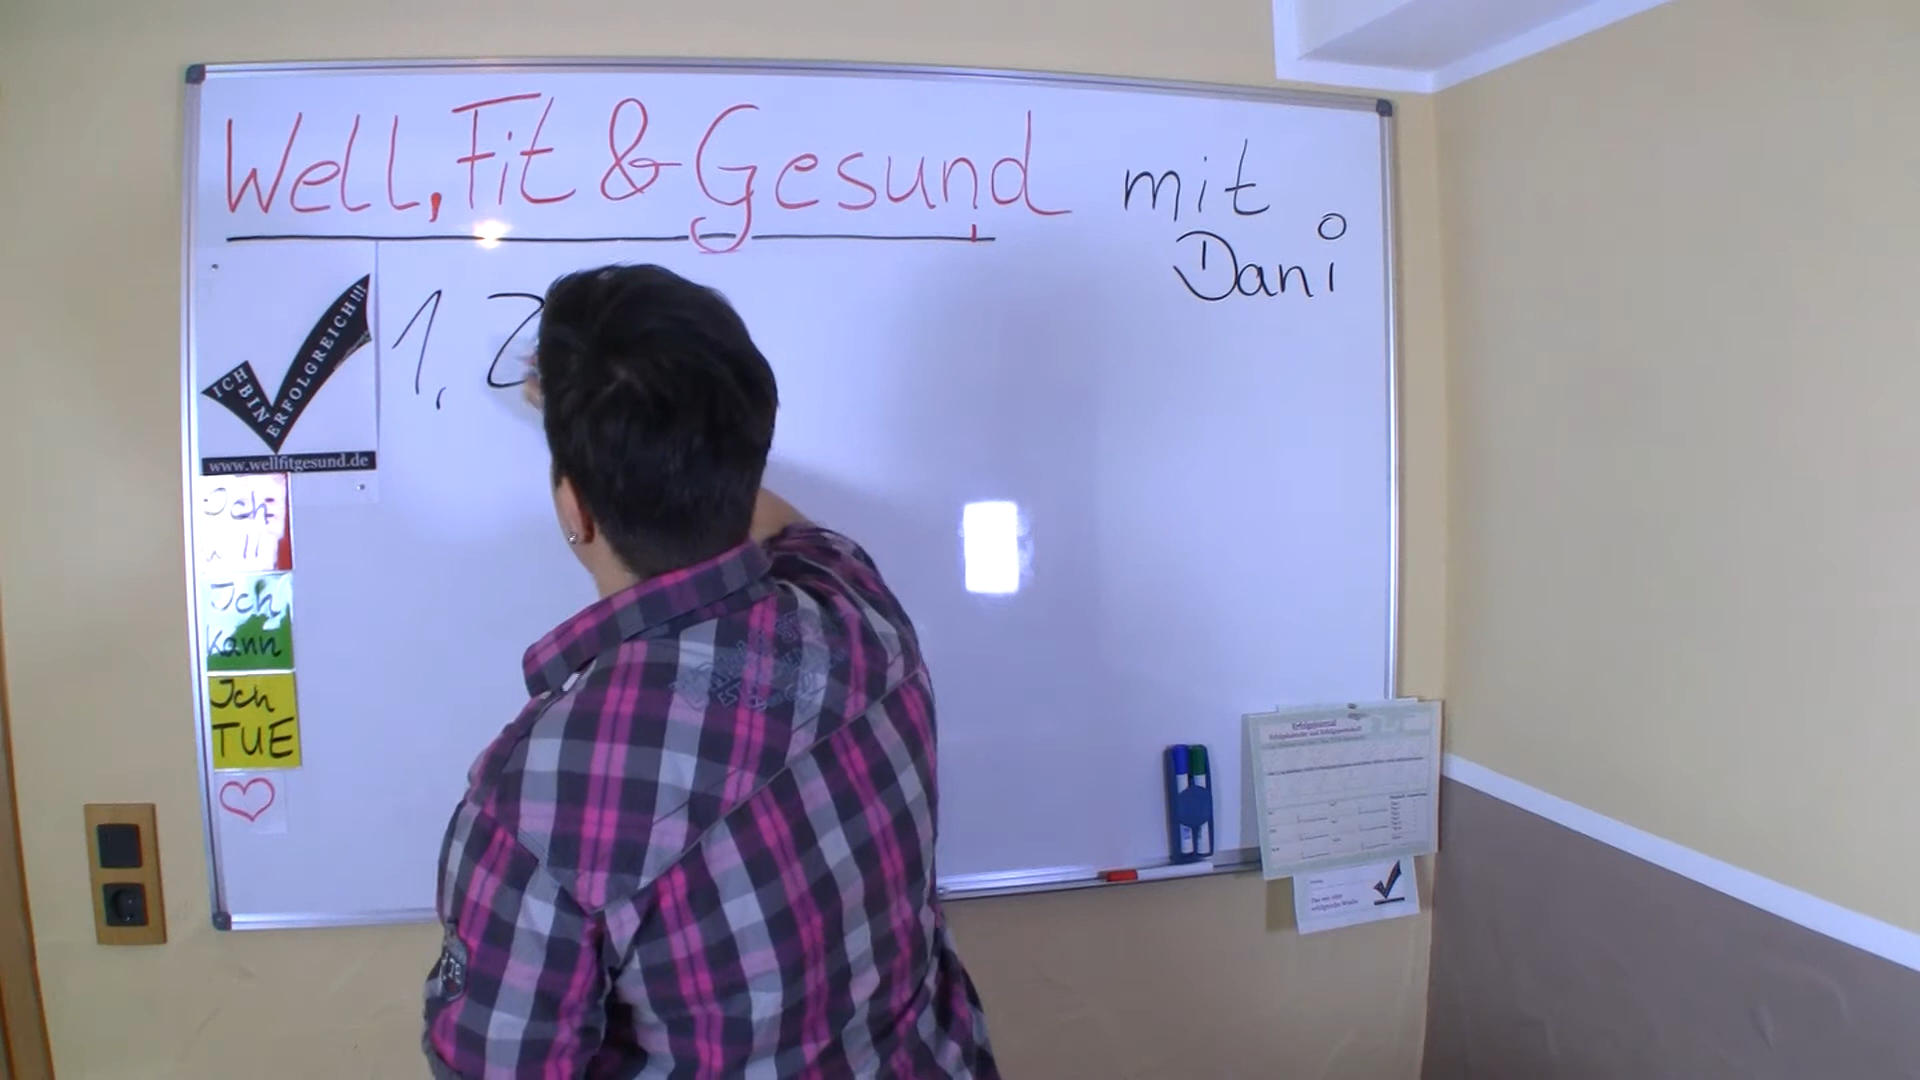 Well, Fit & Gesund mit
Dani
1, 2
ICH
BIN
ERFOLGREICH!!!
www.wellfitgesund.de
Ich
will
Ich
kann
Ich
TUE
Erfolgsjournal